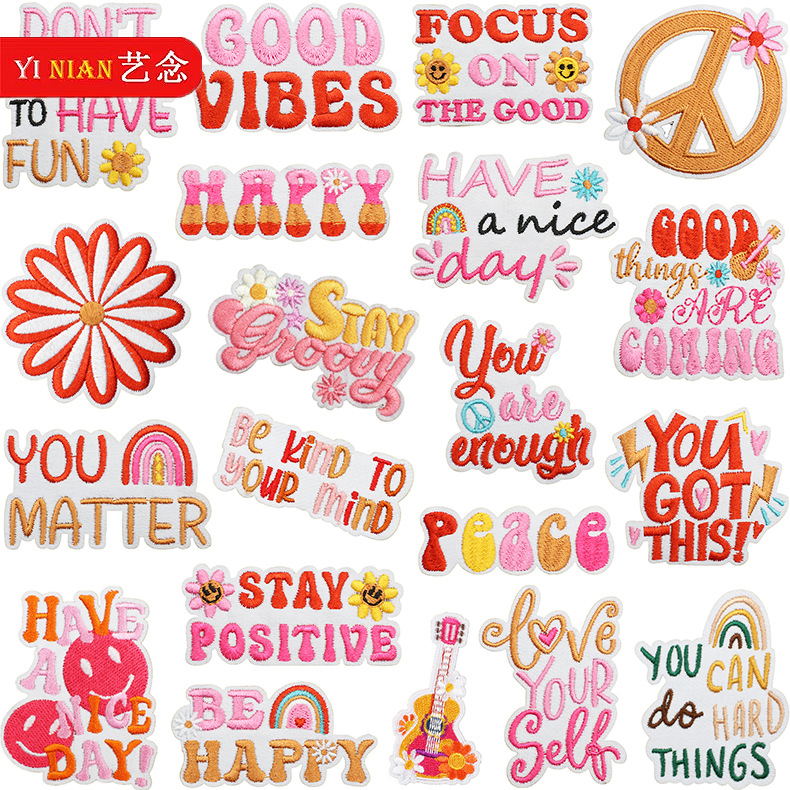 DON'T
YI NIAN 艺念
TO HAVE
FUN
GOOD
VIBES
FOCUS
ON
THE GOOD
HAPPY
HAVE
a nice
day
GOOD
things
ARE
COMING
STAY
Groovy
You
are
enough
YOU
MATTER
BE KIND TO
YOUR MIND
YOU
GOT
THIS!
PEACE
HAVE
A
NICE
DAY!
STAY
POSITIVE
BE
HAPPY
love
YOUR
Self
YOU CAN
do HARD
THINGS